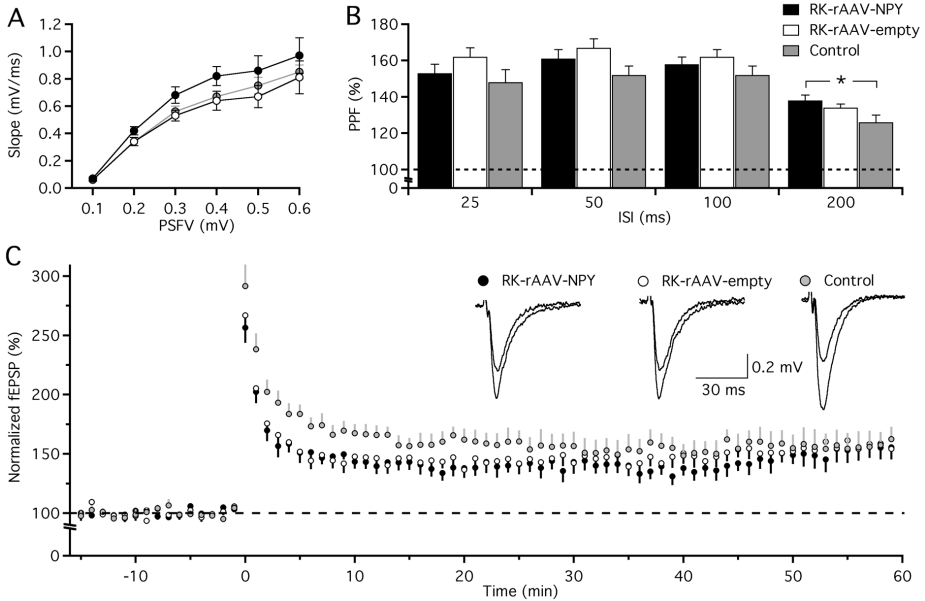 A
Slope (mV/ms)
1.2
1.0
0.8
0.6
0.4
0.2
0.0
0.1 0.2 0.3 0.4 0.5 0.6
PSFV (mV)
B
PPF (%)
180
160
140
120
100
0
RK-rAAV-NPY
RK-rAAV-empty
Control
*
25 50 100 200
ISI (ms)
C
Normalized fEPSP (%)
300
250
200
150
100
0
RK-rAAV-NPY RK-rAAV-empty Control
0.2 mV
30 ms
-10 0 10 20 30 40 50 60
Time (min)